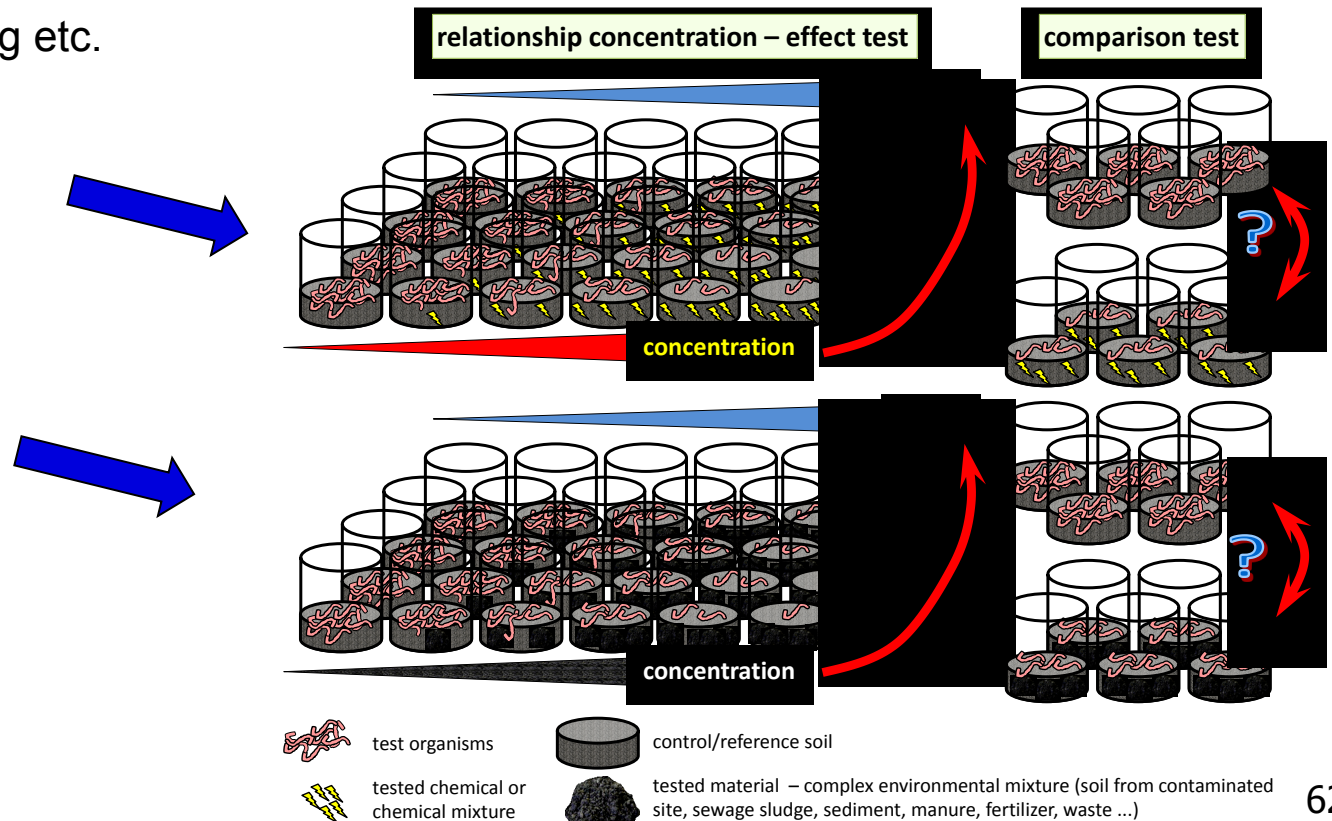 g etc.
relationship concentration – effect test
comparison test
?
concentration
?
concentration
test organisms
control/reference soil
tested chemical or
chemical mixture
tested material – complex environmental mixture (soil from contaminated
site, sewage sludge, sediment, manure, fertilizer, waste ...)
62